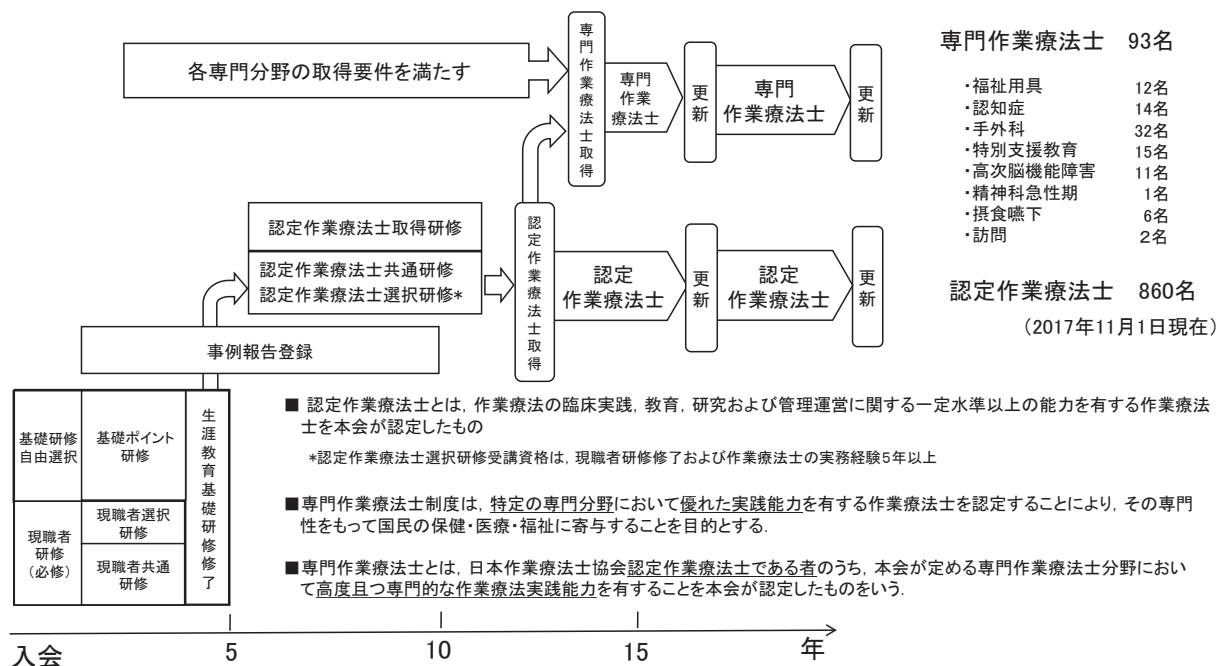 各専門分野の取得要件を満たす
専門作業療法士取得
専門
作業
療法士
更新
専門
作業療法士
更新
専門作業療法士　93名
・福祉用具　12名
・認知症　14名
・手外科　32名
・特別支援教育　15名
・高次脳機能障害　11名
・精神科急性期　1名
・摂食嚥下　6名
・訪問　2名
認定作業療法士　860名
（2017年11月1日現在）
認定作業療法士取得研修
認定作業療法士共通研修
認定作業療法士選択研修*
認定作業療法士取得
認定
作業療法士
更新
認定
作業療法士
更新
事例報告登録
基礎研修
自由選択
基礎ポイント
研修
現職者
研修
（必修）
現職者選択
研修
現職者共通
研修
生涯教育基礎研修修了
■ 認定作業療法士とは，作業療法の臨床実践，教育，研究および管理運営に関する一定水準以上の能力を有する作業療法
士を本会が認定したもの
*認定作業療法士選択研修受講資格は，現職者研修修了および作業療法士の実務経験5年以上
■専門作業療法士制度は，特定の専門分野において優れた実践能力を有する作業療法士を認定することにより，その専門
性をもって国民の保健・医療・福祉に寄与することを目的とする．
■専門作業療法士とは，日本作業療法士協会認定作業療法士である者のうち，本会が定める専門作業療法士分野におい
て高度且つ専門的な作業療法実践能力を有することを本会が認定したものをいう．
入会　5　10　15　年